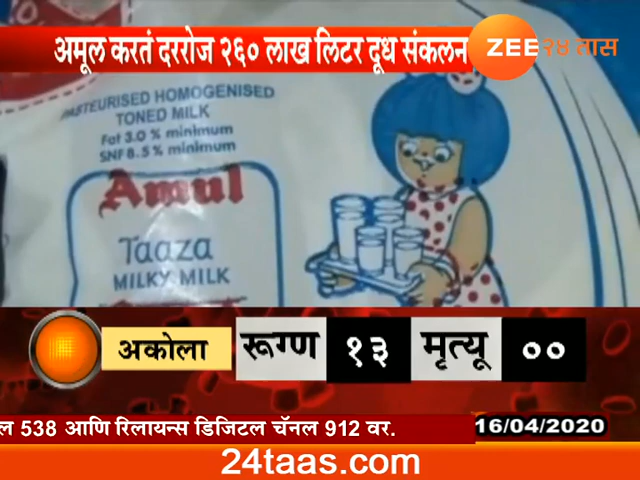 अमूल करतं दररोज २६० लाख लिटर दूध संकलन
ZEE २४ तास
PASTEURISED HOMOGENISED
TONED MILK
Fat 3.0 % minimum
SNF 8.5 % minimum
Amul
Taaza
MILKY MILK
अकोला रूग्ण १३ मृत्यू ००
ल 538 आणि रिलायन्स डिजिटल चॅनल 912 वर.
16/04/2020
24taas.com